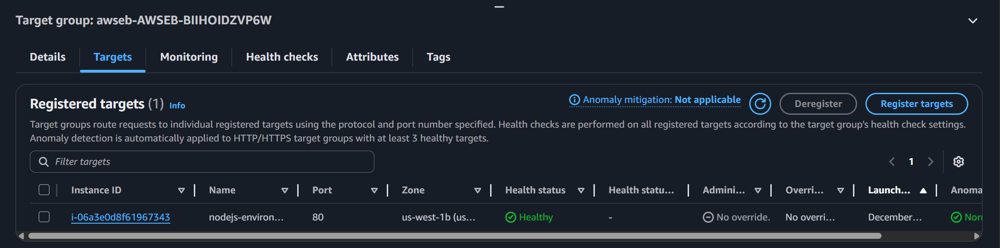 Target group: awseb-AWSEB-BIIHOIDZVP6W
Details Targets Monitoring Health checks Attributes Tags
Registered targets (1) Info
Anomaly mitigation: Not applicable
Deregister
Register targets
Target groups route requests to individual registered targets using the protocol and port number specified. Health checks are performed on all registered targets according to the target group's health check settings.
Anomaly detection is automatically applied to HTTP/HTTPS target groups with at least 3 healthy targets.
Filter targets
1
Instance ID Name Port Zone Health status Health statu... Admini... Overri... Launch... Anoma
i-06a3e0d8f61967343 nodejs-environ... 80 us-west-1b (us... Healthy - No override. No overri... December... Nor